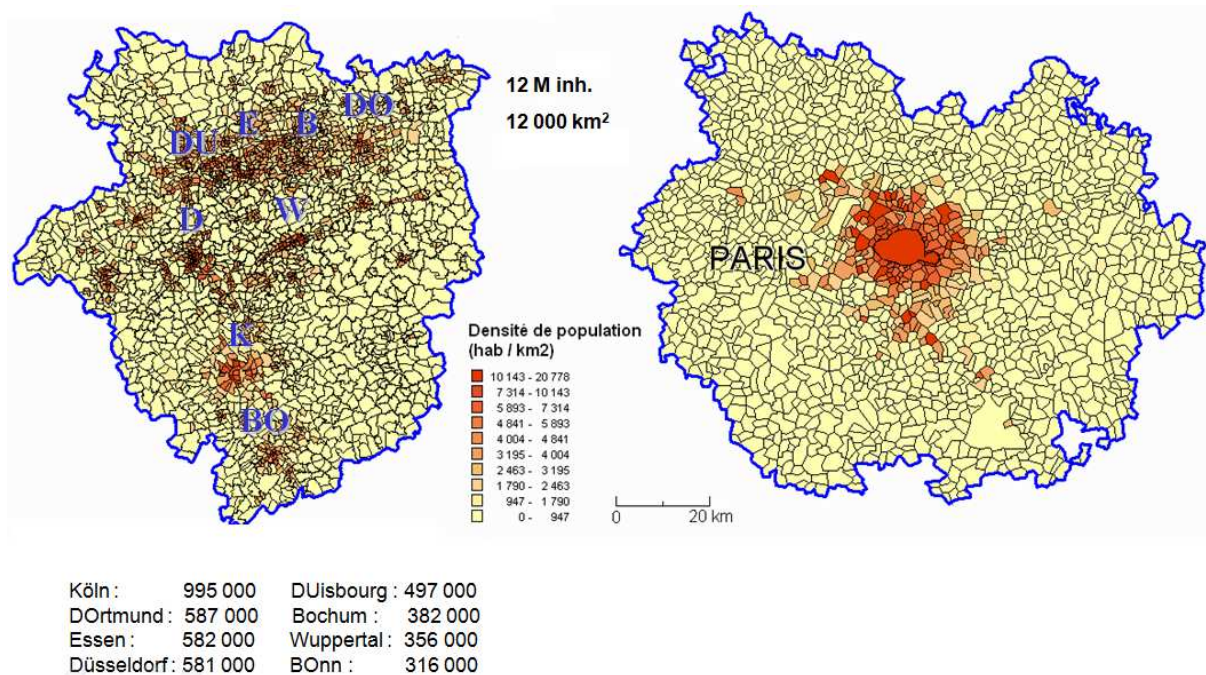 12 M inh.
12 000 km²
DU
E
B
DO
D
W
K
BO
PARIS
Densité de population
(hab / km2)
10 143 - 20 778
7 314 - 10 143
5 893 - 7 314
4 841 - 5 893
4 004 - 4 841
3 195 - 4 004
2 463 - 3 195
1 790 - 2 463
947 - 1 790
0 - 947
0 20 km
Köln : 995 000 DUisbourg : 497 000
DOrtmund : 587 000 Bochum : 382 000
Essen : 582 000 Wuppertal : 356 000
Düsseldorf : 581 000 BOnn : 316 000